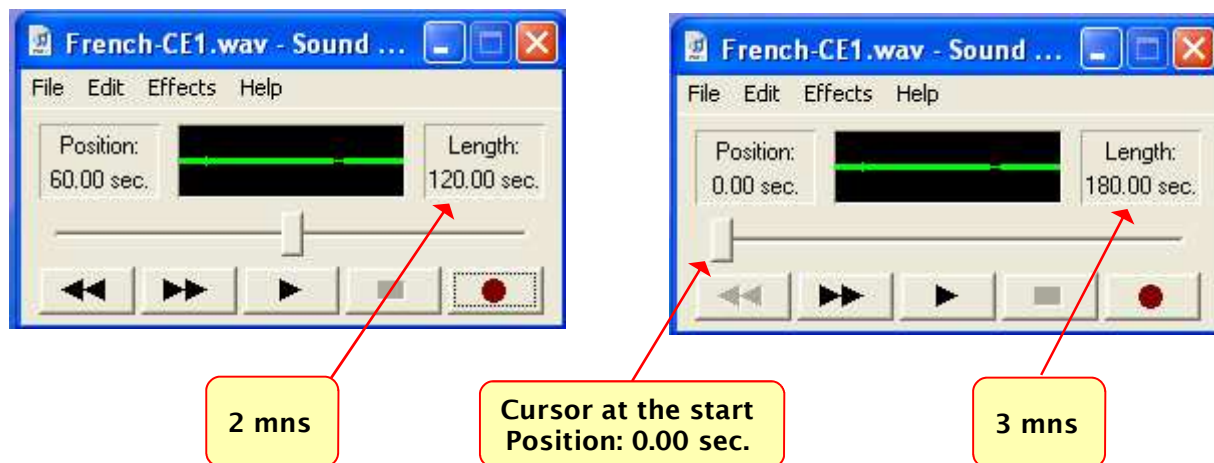 French-CE1.wav - Sound ...
File Edit Effects Help
Position:
60.00 sec.
Length:
120.00 sec.
2 mns
French-CE1.wav - Sound ...
File Edit Effects Help
Position:
0.00 sec.
Length:
180.00 sec.
Cursor at the start
Position: 0.00 sec.
3 mns